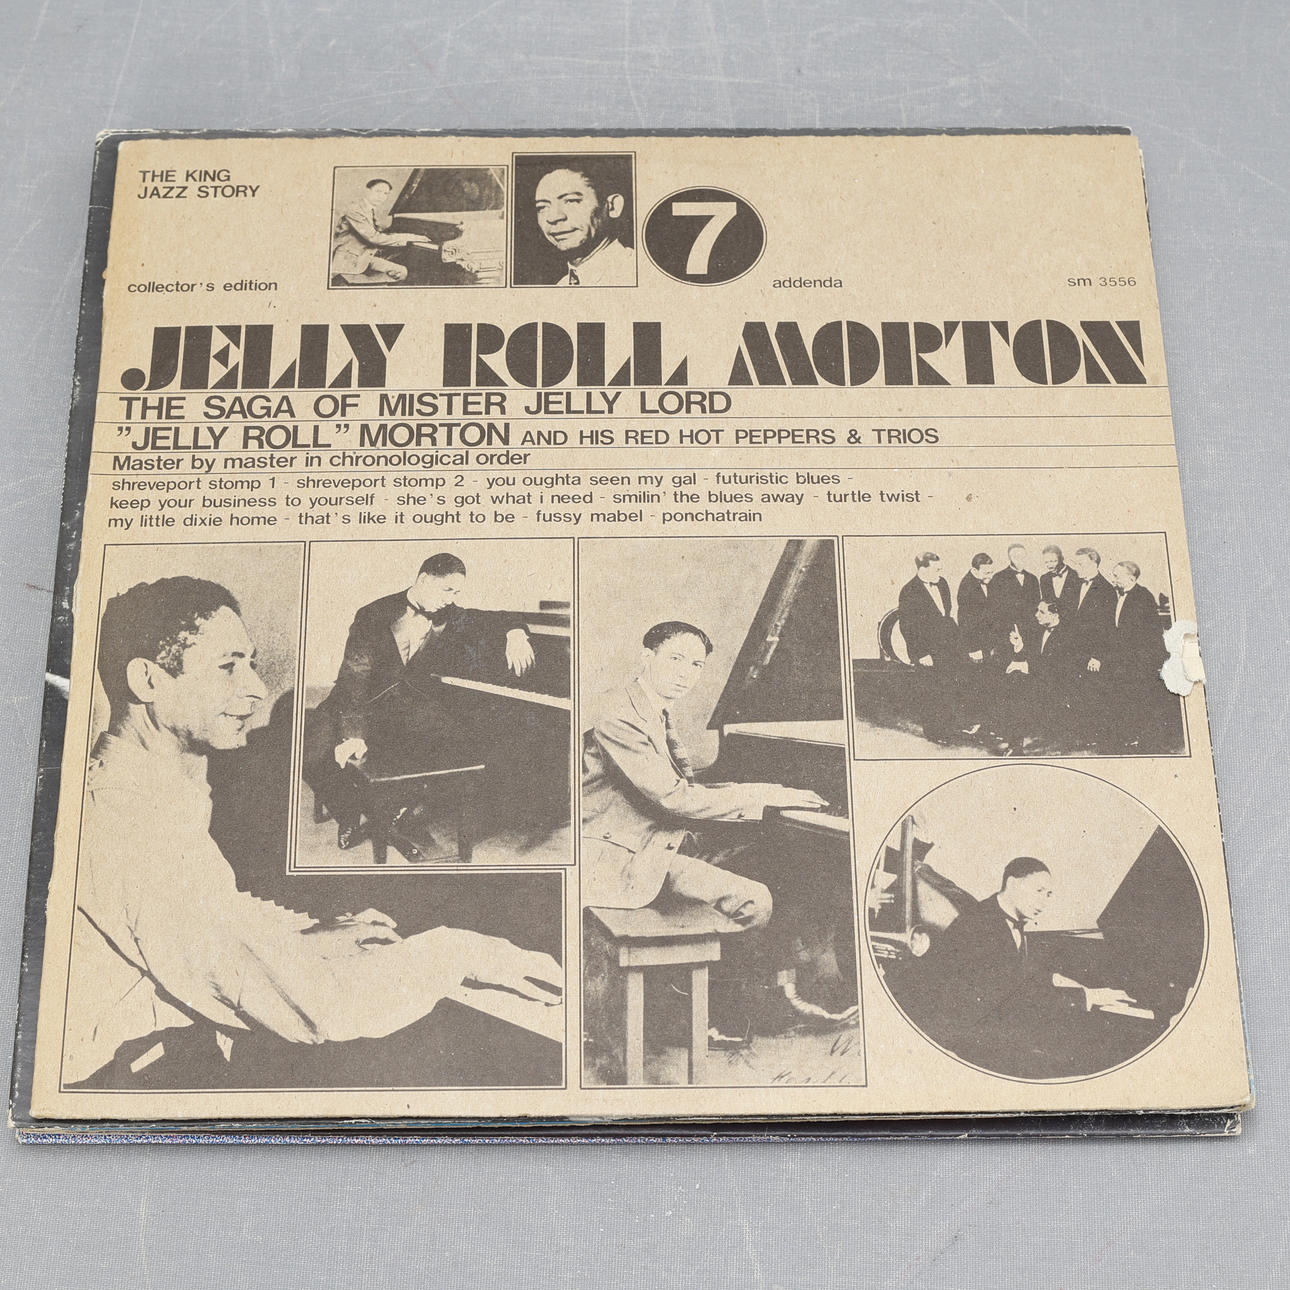 THE KING
JAZZ STORY
7
collector's edition
addenda
sm 3556
JELLY ROLL MORTON
THE SAGA OF MISTER JELLY LORD
"JELLY ROLL" MORTON AND HIS RED HOT PEPPERS & TRIOS
Master by master in chronological order
shreveport stomp 1 - shreveport stomp 2 - you oughta seen my gal - futuristic blues -
keep your business to yourself - she's got what i need - smilin' the blues away - turtle twist -
my little dixie home - that's like it ought to be - fussy mabel - ponchatrain